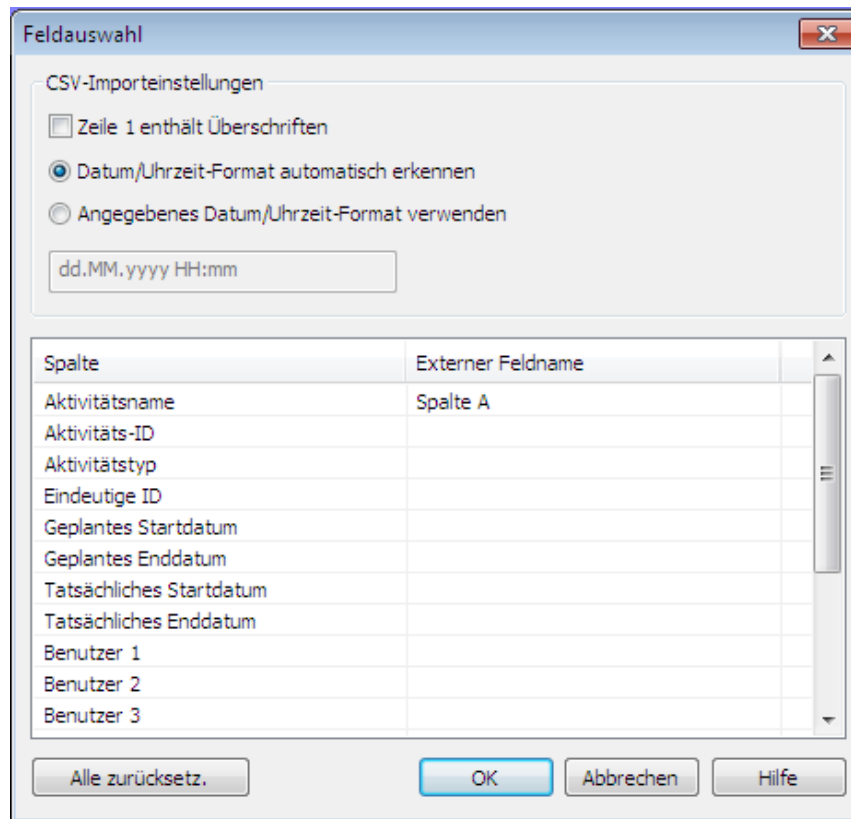 Feldauswahl
CSV-Importeinstellungen
Zeile 1 enthält Überschriften
Datum/Uhrzeit-Format automatisch erkennen
Angegebenes Datum/Uhrzeit-Format verwenden
dd.MM.yyyy HH:mm
Spalte Externer Feldname
Aktivitätsname Spalte A
Aktivitäts-ID
Aktivitätstyp
Eindeutige ID
Geplantes Startdatum
Geplantes Enddatum
Tatsächliches Startdatum
Tatsächliches Enddatum
Benutzer 1
Benutzer 2
Benutzer 3
Alle zurücksetz. OK Abbrechen Hilfe